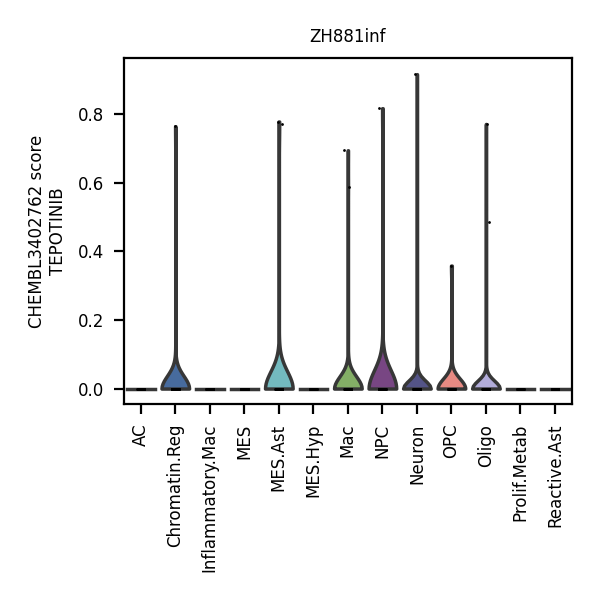 ZH881inf
CHEMBL3402762 score
TEPOTINIB
0.8
0.6
0.4
0.2
0.0
AC
Chromatin.Reg
Inflammatory.Mac
MES
MES.Ast
MES.Hyp
Mac
NPC
Neuron
OPC
Oligo
Prolif.Metab
Reactive.Ast